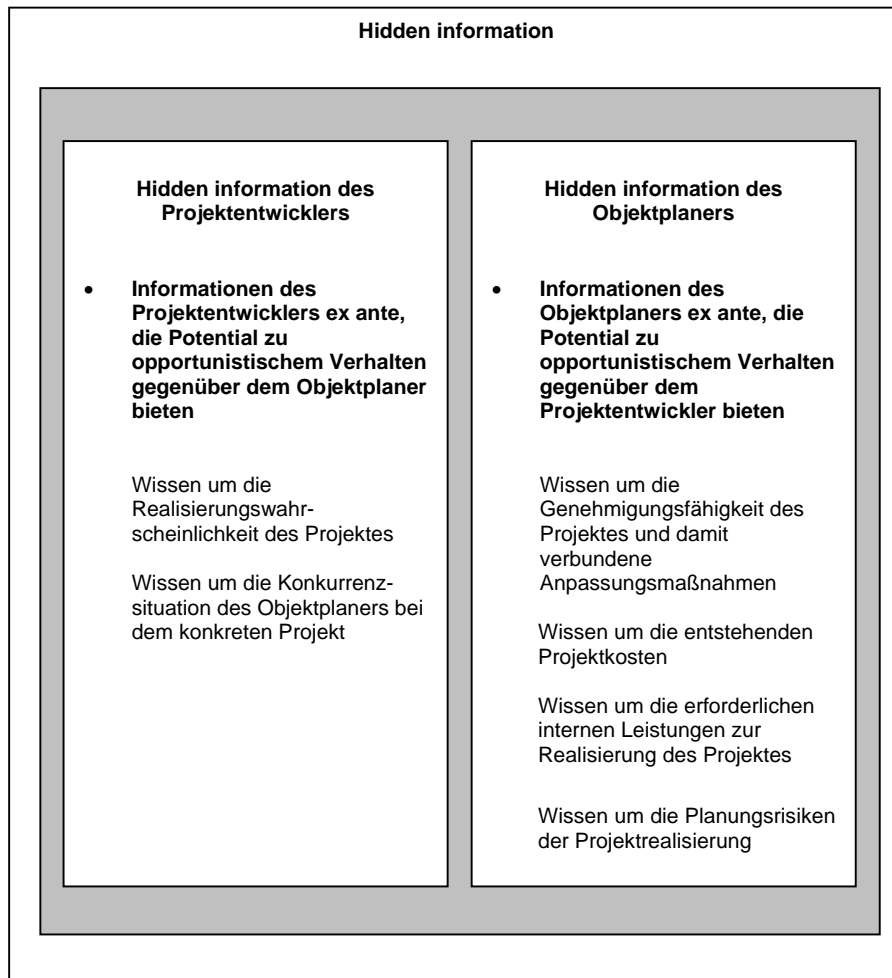 Hidden information
Hidden information des
Projektentwicklers
• Informationen des
Projektentwicklers ex ante,
die Potential zu
opportunistischem Verhalten
gegenüber dem Objektplaner
bieten
Wissen um die
Realisierungswahr-
scheinlichkeit des Projektes
Wissen um die Konkurrenz-
situation des Objektplaners bei
dem konkreten Projekt
Hidden information des
Objektplaners
• Informationen des
Objektplaners ex ante, die
Potential zu
opportunistischem Verhalten
gegenüber dem
Projektentwickler bieten
Wissen um die
Genehmigungsfähigkeit des
Projektes und damit
verbundene
Anpassungsmaßnahmen
Wissen um die entstehenden
Projektkosten
Wissen um die erforderlichen
internen Leistungen zur
Realisierung des Projektes
Wissen um die Planungsrisiken
der Projektrealisierung